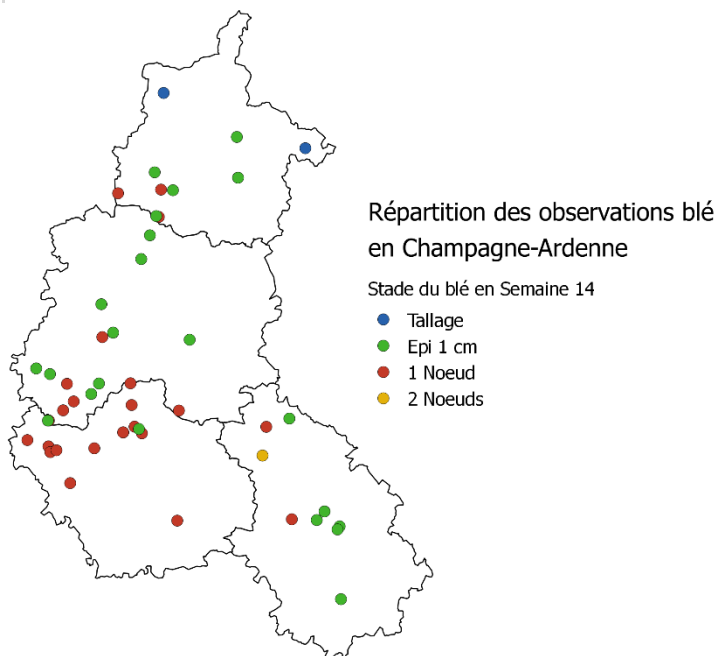 Répartition des observations blé
en Champagne-Ardenne
Stade du blé en Semaine 14
Tallage
Epi 1 cm
1 Noeud
2 Noeuds